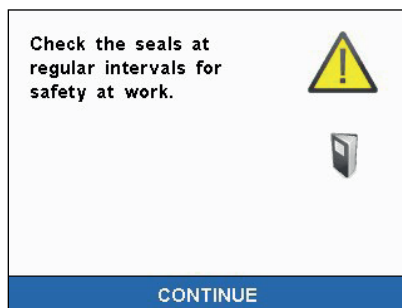 Check the seals at
regular intervals for
safety at work.
CONTINUE